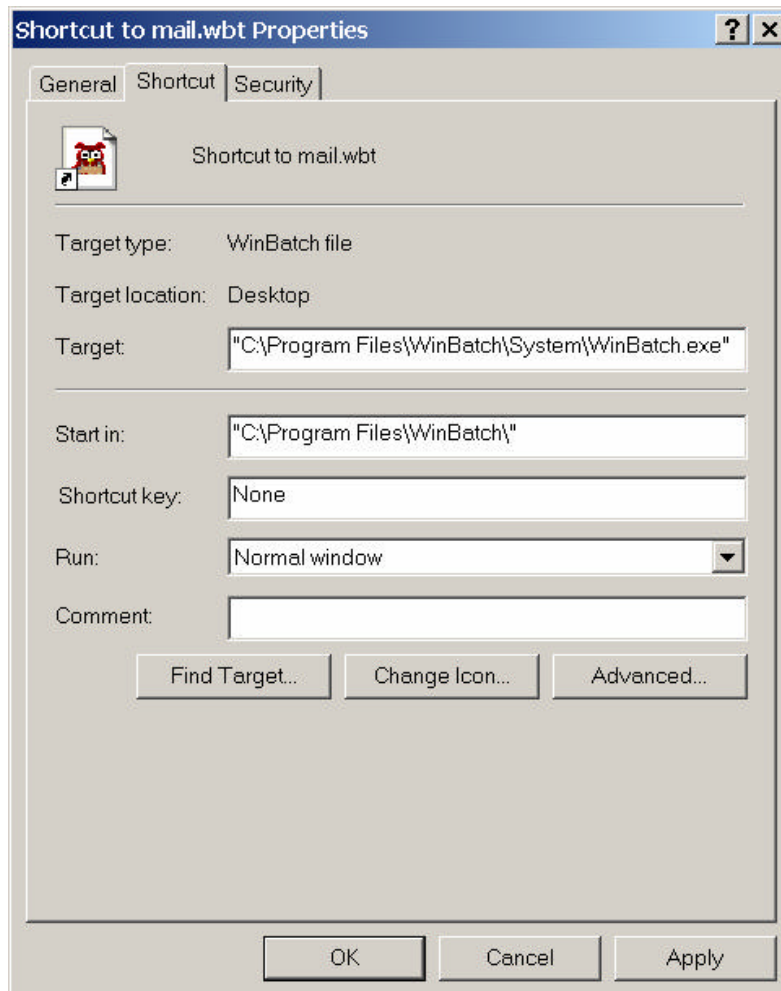 Shortcut to mail.wbt Properties
General Shortcut Security
Shortcut to mail.wbt
Target type: WinBatch file
Target location: Desktop
Target: "C:\Program Files\WinBatch\System\WinBatch.exe"
Start in: "C:\Program Files\WinBatch\"
Shortcut key: None
Run: Normal window
Comment:
Find Target... Change Icon... Advanced...
OK Cancel Apply